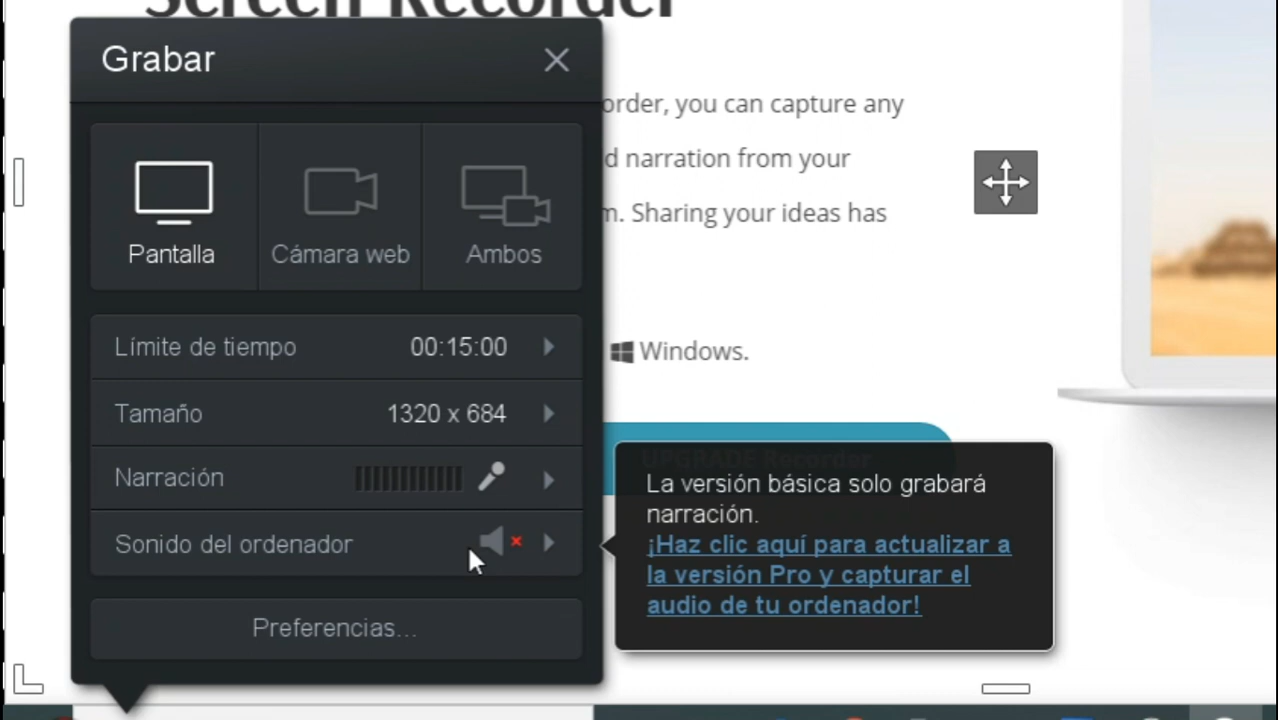 Screen Recorder
Grabar
order, you can capture any
d narration from your
m. Sharing your ideas has
Pantalla
Cámara web
Ambos
Límite de tiempo 00:15:00
Windows.
Tamaño 1320 x 684
UPGRADE Recorder
Narración
La versión básica solo grabará
narración.
Sonido del ordenador
¡Haz clic aquí para actualizar a
la versión Pro y capturar el
audio de tu ordenador!
Preferencias...